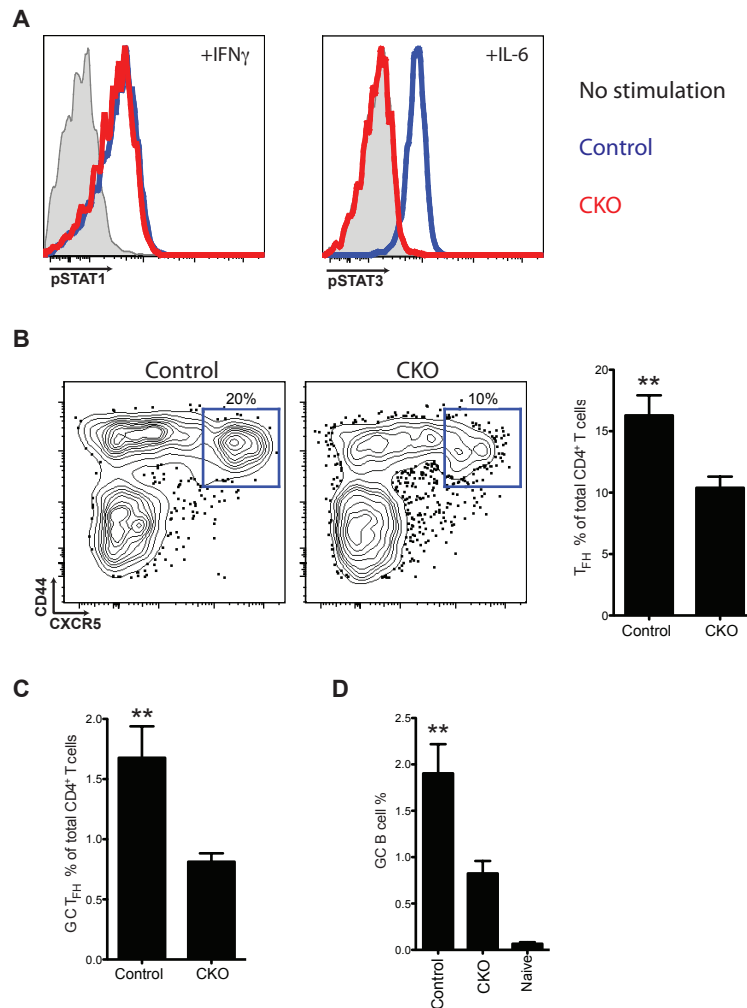 A
+IFNγ
pSTAT1
+IL-6
pSTAT3
No stimulation
Control
CKO
B
Control
20%
CD44
CXCR5
CKO
10%
TFH % of total CD4+ T cells
20
15
10
5
0
**
Control
CKO
C
GC TFH % of total CD4+ T cells
2.0
1.5
1.0
0.5
0.0
**
Control
CKO
D
GC B cell %
2.5
2.0
1.5
1.0
0.5
0.0
**
Control
CKO
Naive